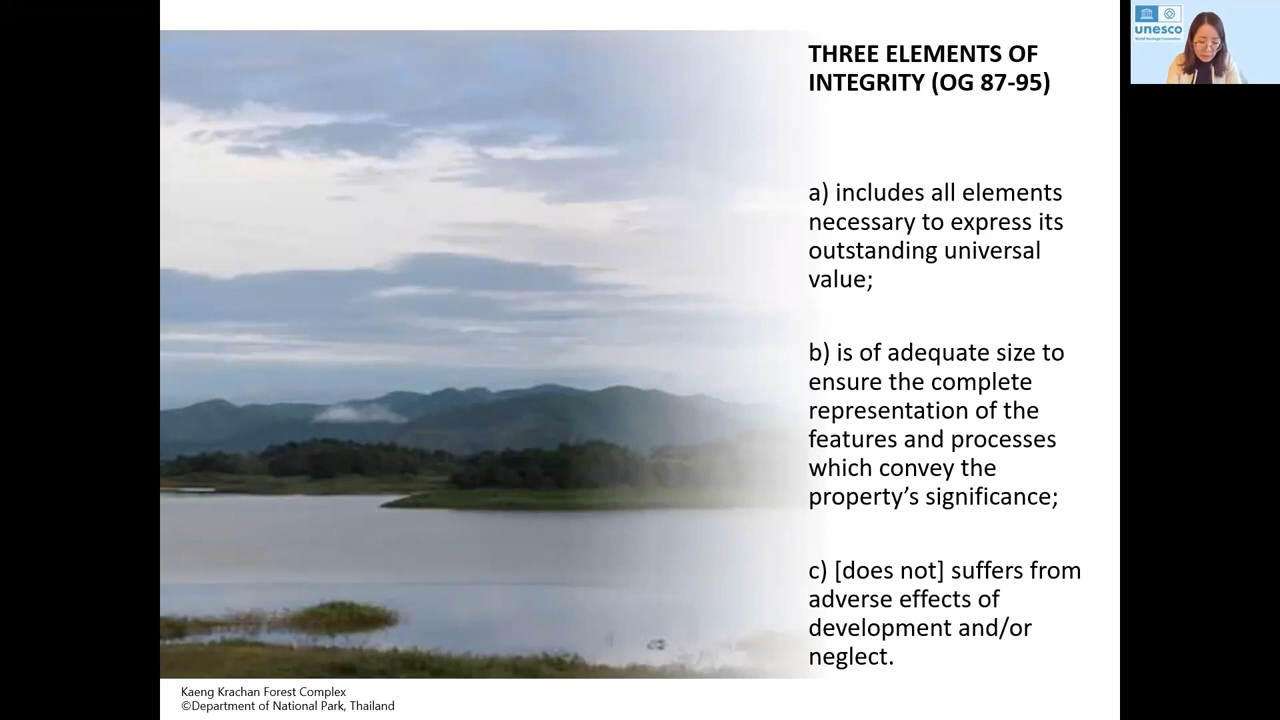 THREE ELEMENTS OF
INTEGRITY (OG 87-95)
a) includes all elements
necessary to express its
outstanding universal
value;
b) is of adequate size to
ensure the complete
representation of the
features and processes
which convey the
property’s significance;
c) [does not] suffers from
adverse effects of
development and/or
neglect.
Kaeng Krachan Forest Complex
©Department of National Park, Thailand
unesco
World Heritage Convention